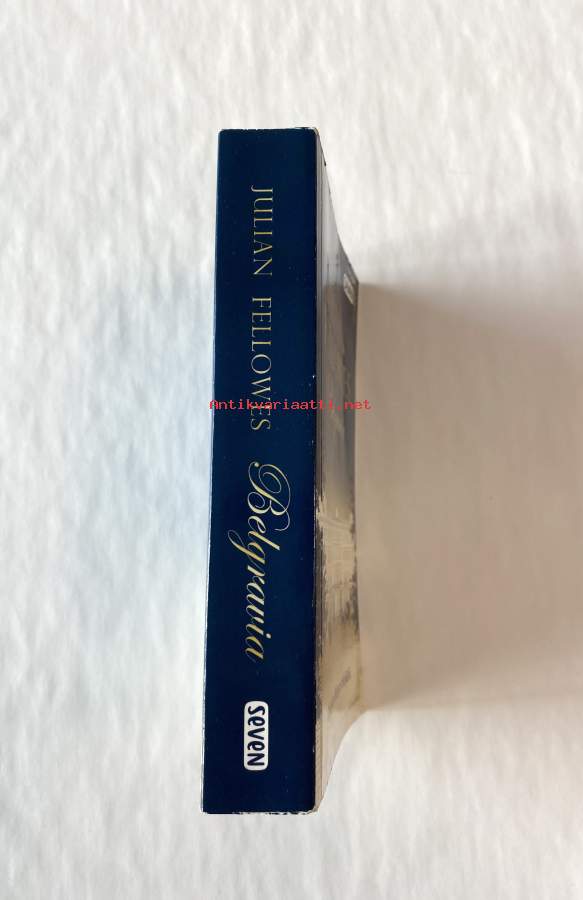 JULIAN FELLOWES Belgravia
SEVEN
Antikvariaatti.net